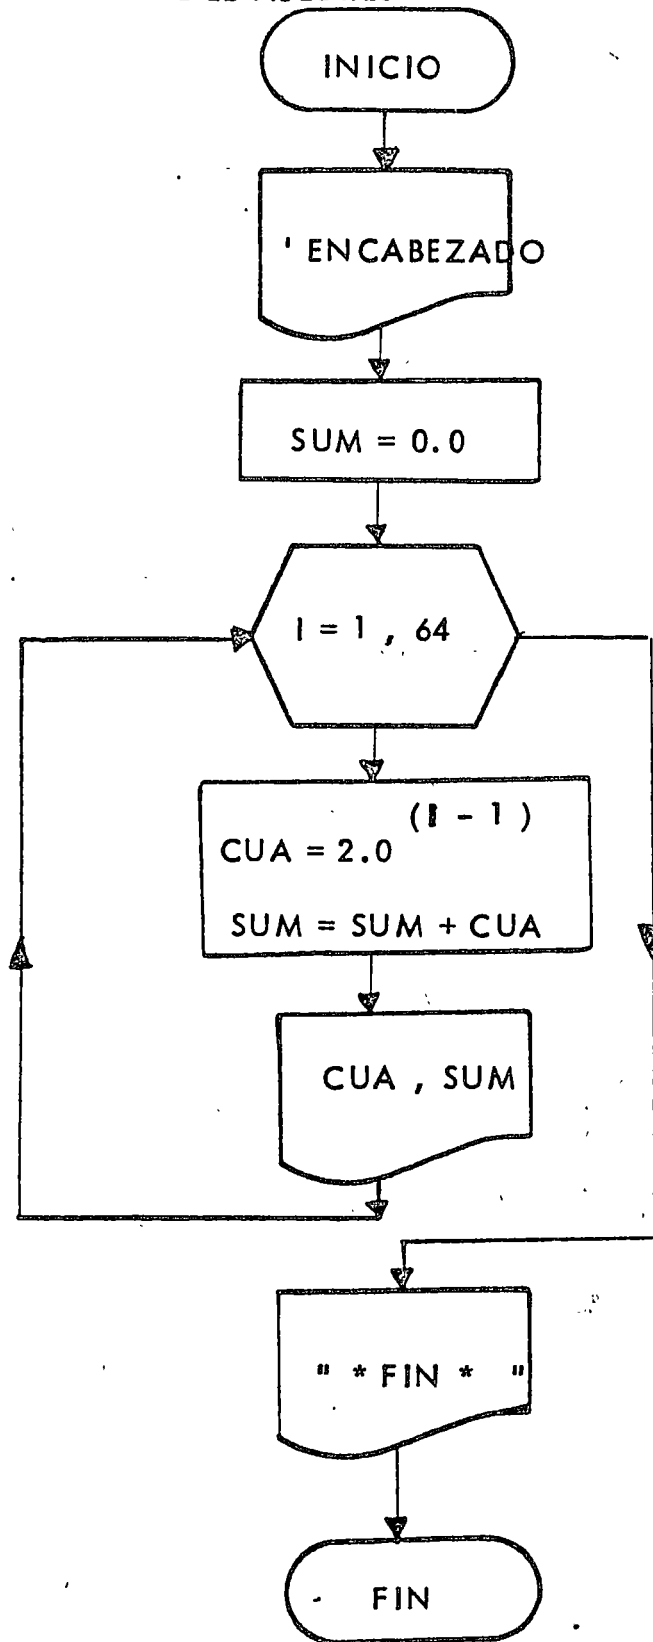 INICIO
' ENCABEZADO
SUM = 0.0
I = 1 , 64
(I - 1)
CUA = 2.0
SUM = SUM + CUA
CUA , SUM
" * FIN * "
FIN